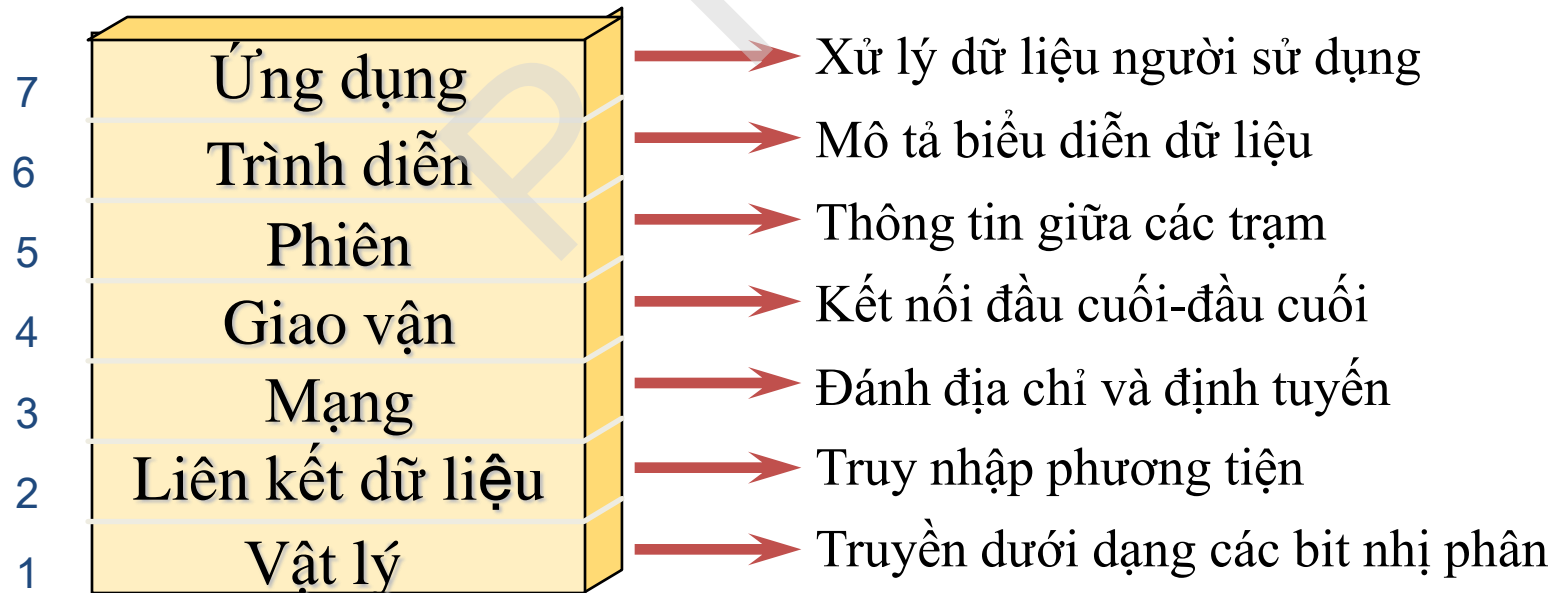 7 Ứng dụng Xử lý dữ liệu người sử dụng
6 Trình diễn Mô tả biểu diễn dữ liệu
5 Phiên Thông tin giữa các trạm
4 Giao vận Kết nối đầu cuối-đầu cuối
3 Mạng Đánh địa chỉ và định tuyến
2 Liên kết dữ liệu Truy nhập phương tiện
1 Vật lý Truyền dưới dạng các bit nhị phân